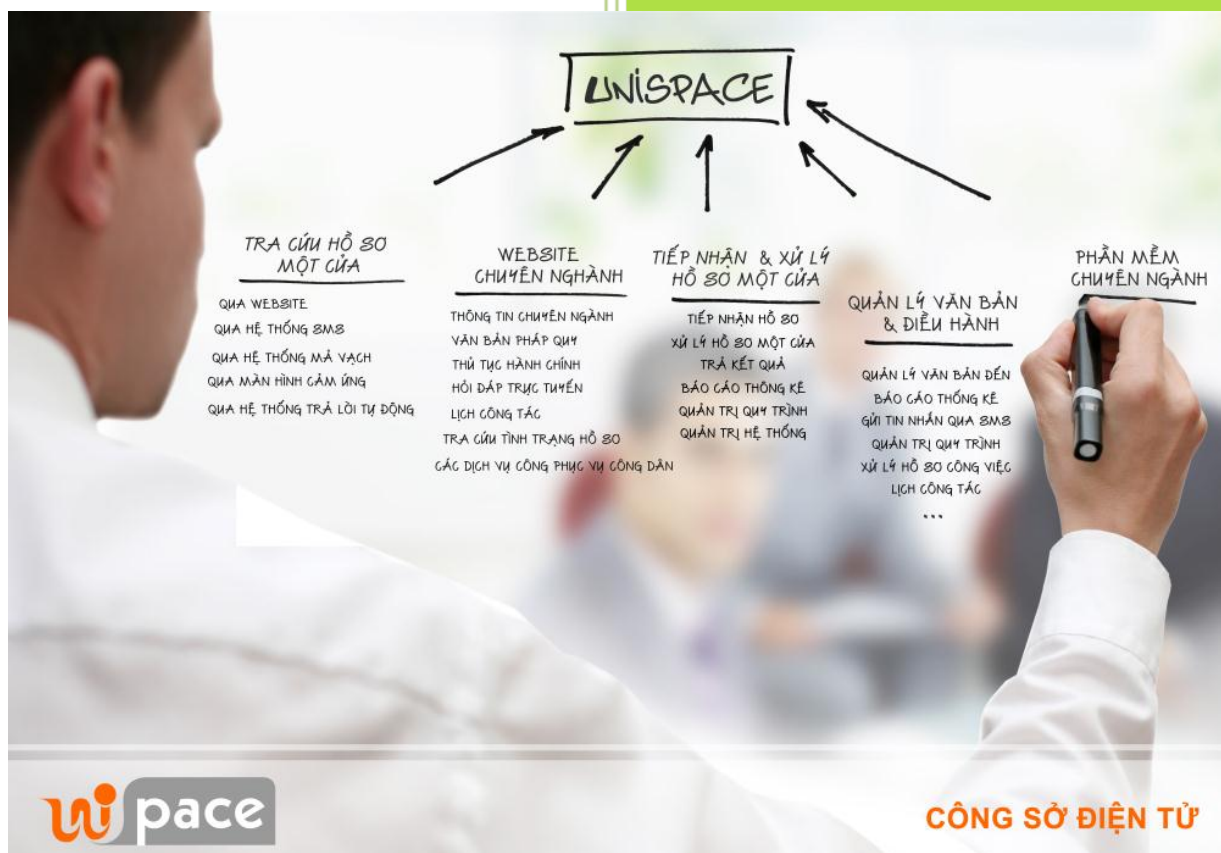 UNISPACE
TRA CỨU HỒ SƠ
MỘT CỬA
QUA WEBSITE
QUA HỆ THỐNG SMS
QUA HỆ THỐNG MÃ VẠCH
QUA MÀN HÌNH CẢM ỨNG
QUA HỆ THỐNG TRẢ LỜI TỰ ĐỘNG
WEBSITE
CHUYÊN NGHÀNH
THÔNG TIN CHUYÊN NGÀNH
VĂN BẢN PHÁP QUY
THỦ TỤC HÀNH CHÍNH
HỎI ĐÁP TRỰC TUYẾN
LỊCH CÔNG TÁC
TRA CỨU TÌNH TRẠNG HỒ SƠ
CÁC DỊCH VỤ CÔNG PHỤC VỤ CÔNG DÂN
TIẾP NHẬN & XỬ LÝ
HỒ SƠ MỘT CỬA
TIẾP NHẬN HỒ SƠ
XỬ LÝ HỒ SƠ MỘT CỬA
TRẢ KẾT QUẢ
BÁO CÁO THỐNG KÊ
QUẢN TRỊ QUY TRÌNH
QUẢN TRỊ HỆ THỐNG
QUẢN LÝ VĂN BẢN
& ĐIỀU HÀNH
QUẢN LÝ VĂN BẢN ĐẾN
BÁO CÁO THỐNG KÊ
GỬI TIN NHẮN QUA SMS
QUẢN TRỊ QUY TRÌNH
XỬ LÝ HỒ SƠ CÔNG VIỆC
LỊCH CÔNG TÁC
...
PHẦN MỀM
CHUYÊN NGÀNH
uni pace
CÔNG SỞ ĐIỆN TỬ